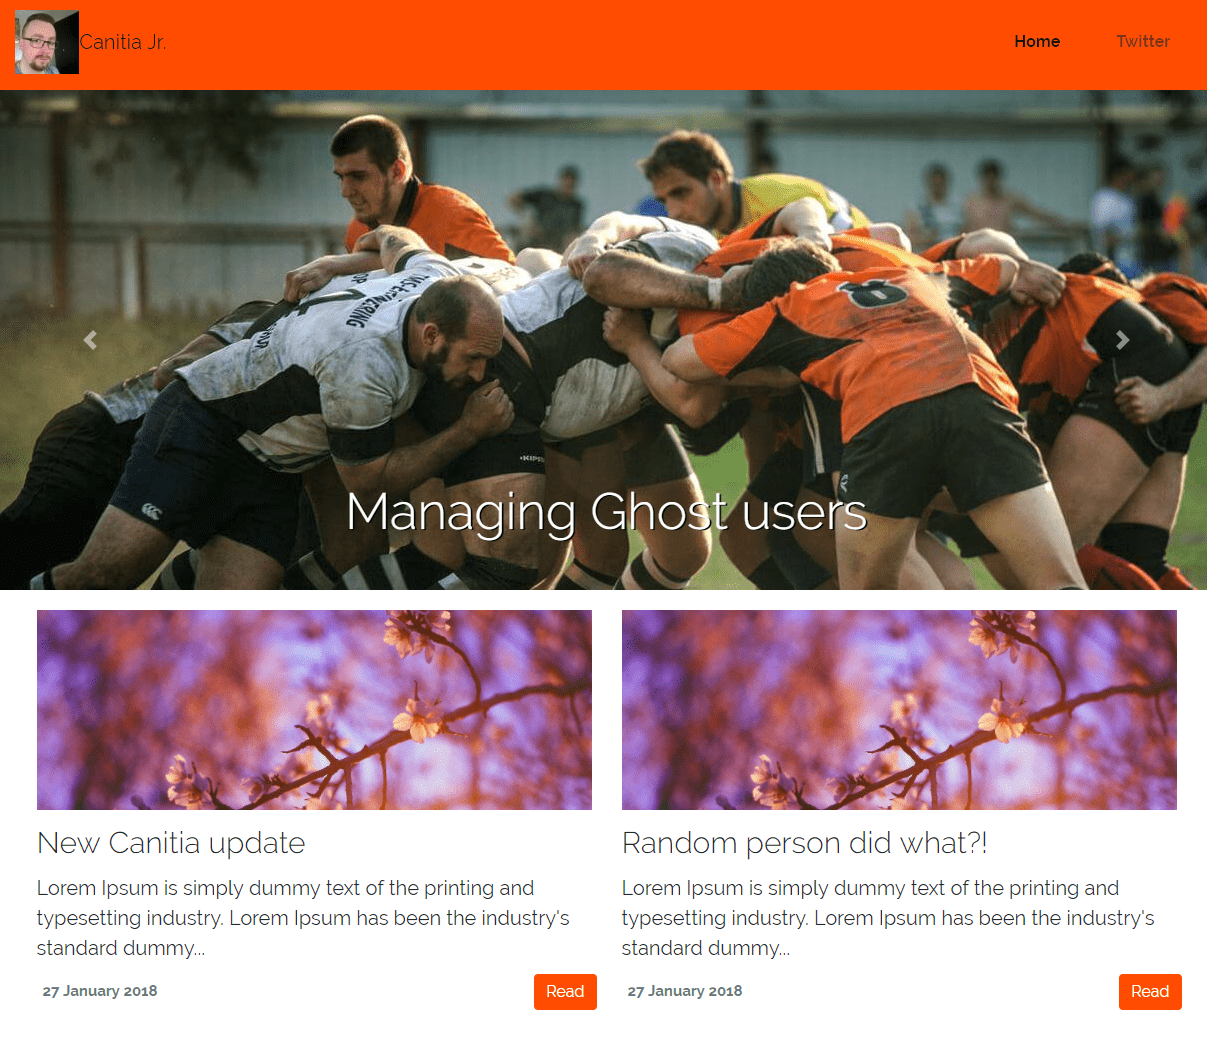 Canitia Jr.
Home
Twitter
Managing Ghost users
New Canitia update
Lorem Ipsum is simply dummy text of the printing and
typesetting industry. Lorem Ipsum has been the industry's
standard dummy...
27 January 2018
Read
Random person did what?!
Lorem Ipsum is simply dummy text of the printing and
typesetting industry. Lorem Ipsum has been the industry's
standard dummy...
27 January 2018
Read